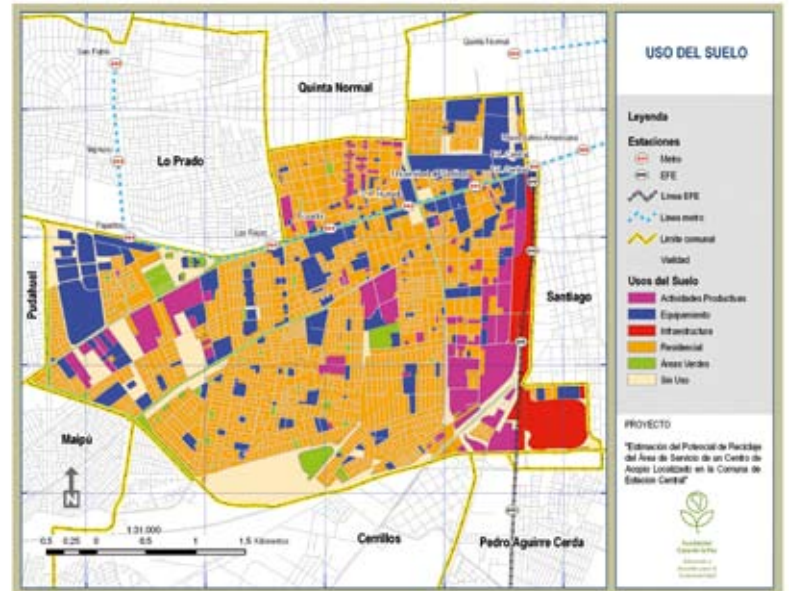 USO DEL SUELO
Leyenda
Estaciones
Metro
EFE
Línea EFE
Línea metro
Límite comunal
Vialidad
Usos del Suelo
Actividades Productivas
Equipamiento
Infraestructura
Residencial
Áreas Verdes
Sin Uso
PROYECTO
"Estimación del Potencial de Reciclaje
del Área de Servicio de un Centro de
Acopio Localizado en la Comuna de
Estación Central"
San Pablo
Quinta Normal
Quinta Normal
Lo Prado
Pajaritos
Las Rejas
Pudahuel
Santiago
Maipú
N
1:31.000
0,5 0,25 0 0,5 1 1,5 Kilómetros
Cerrillos
Pedro Aguirre Cerda